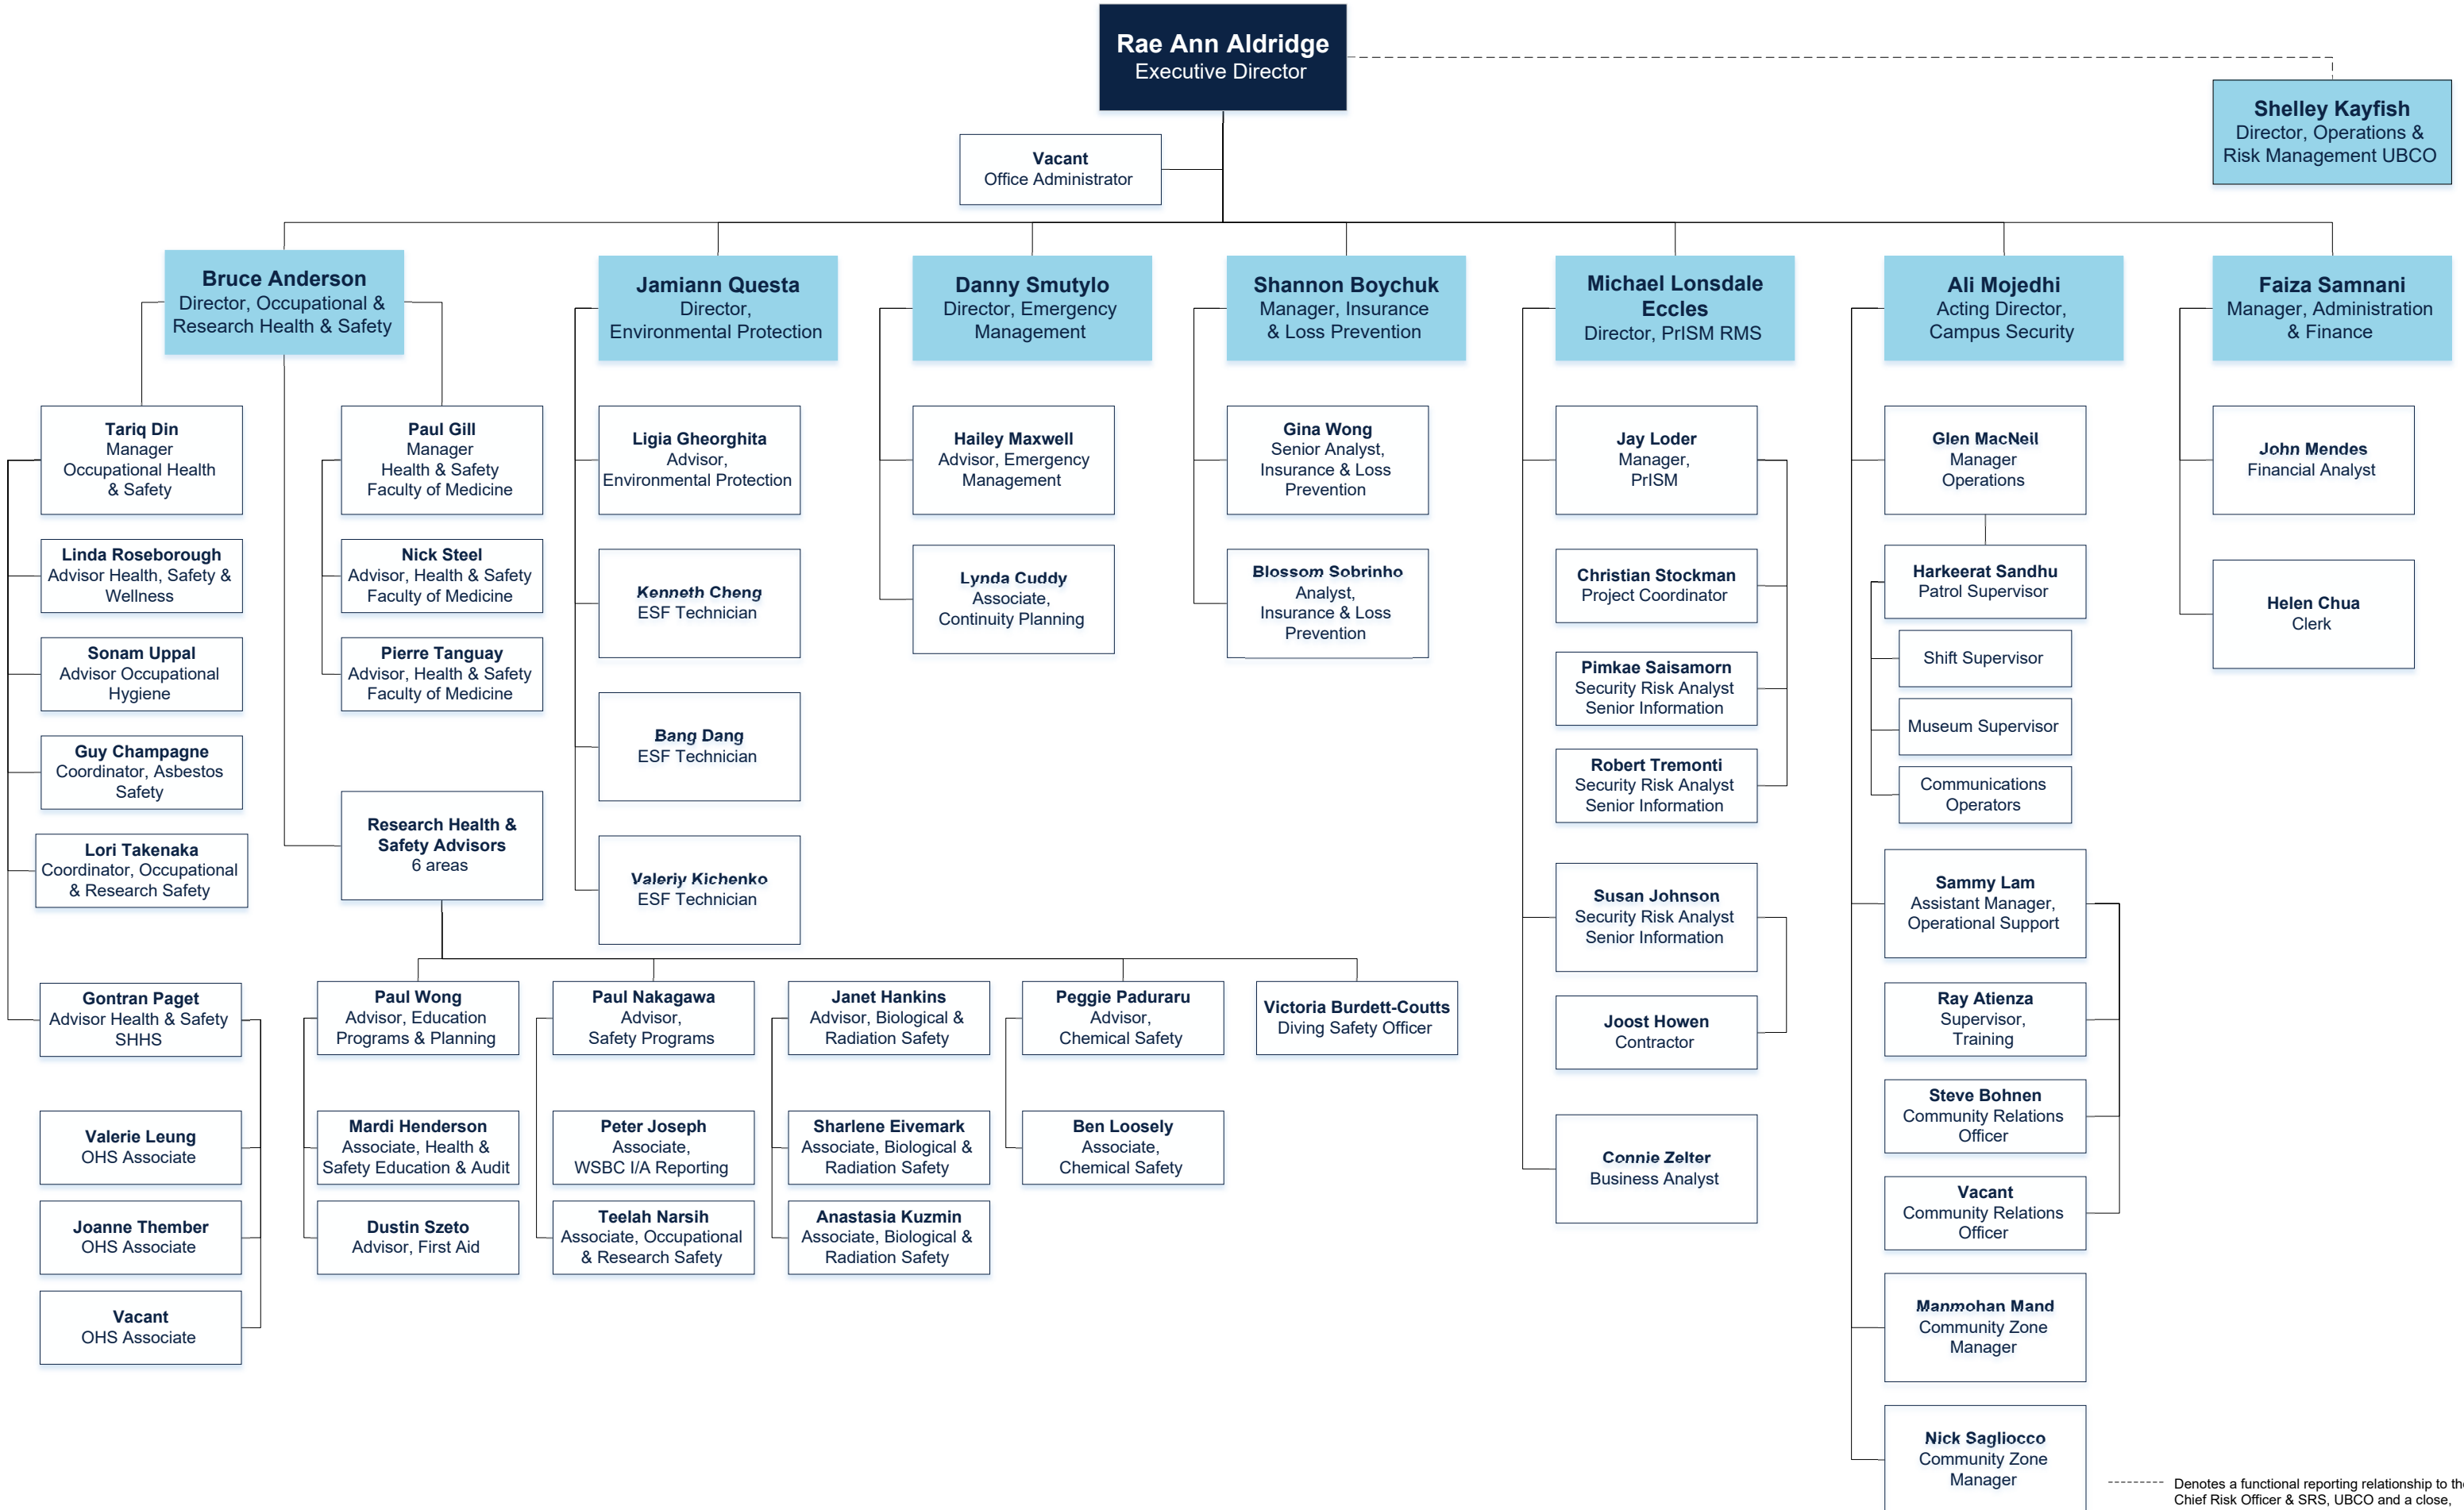 Rae Ann Aldridge
Executive Director
Shelley Kayfish
Director, Operations &
Risk Management UBCO
Vacant
Office Administrator
Bruce Anderson
Director, Occupational &
Research Health & Safety
Jamiann Questa
Director,
Environmental Protection
Danny Smutylo
Director, Emergency
Management
Shannon Boychuk
Manager, Insurance
& Loss Prevention
Michael Lonsdale
Eccles
Director, PrISM RMS
Ali Mojedhi
Acting Director,
Campus Security
Faiza Samnani
Manager, Administration
& Finance
Tariq Din
Manager
Occupational Health
& Safety
Linda Roseborough
Advisor Health, Safety &
Wellness
Sonam Uppal
Advisor Occupational
Hygiene
Guy Champagne
Coordinator, Asbestos
Safety
Lori Takenaka
Coordinator, Occupational
& Research Safety
Gontran Paget
Advisor Health & Safety
SHHS
Valerie Leung
OHS Associate
Joanne Thember
OHS Associate
Vacant
OHS Associate
Paul Gill
Manager
Health & Safety
Faculty of Medicine
Nick Steel
Advisor, Health & Safety
Faculty of Medicine
Pierre Tanguay
Advisor, Health & Safety
Faculty of Medicine
Research Health &
Safety Advisors
6 areas
Paul Wong
Advisor, Education
Programs & Planning
Mardi Henderson
Associate, Health &
Safety Education & Audit
Dustin Szeto
Advisor, First Aid
Paul Nakagawa
Advisor,
Safety Programs
Peter Joseph
Associate,
WSBC I/A Reporting
Teelah Narsih
Associate, Occupational
& Research Safety
Janet Hankins
Advisor, Biological &
Radiation Safety
Sharlene Eivemark
Associate, Biological &
Radiation Safety
Anastasia Kuzmin
Associate, Biological &
Radiation Safety
Peggie Paduraru
Advisor,
Chemical Safety
Ben Loosely
Associate,
Chemical Safety
Victoria Burdett-Coutts
Diving Safety Officer
Ligia Gheorghita
Advisor,
Environmental Protection
Kenneth Cheng
ESF Technician
Bang Dang
ESF Technician
Valeriy Kichenko
ESF Technician
Hailey Maxwell
Advisor, Emergency
Management
Lynda Cuddy
Associate,
Continuity Planning
Gina Wong
Senior Analyst,
Insurance & Loss
Prevention
Blossom Sobrinho
Analyst,
Insurance & Loss
Prevention
Jay Loder
Manager,
PrISM
Christian Stockman
Project Coordinator
Pimkae Saisamorn
Security Risk Analyst
Senior Information
Robert Tremonti
Security Risk Analyst
Senior Information
Susan Johnson
Security Risk Analyst
Senior Information
Joost Howen
Contractor
Connie Zelter
Business Analyst
Glen MacNeil
Manager
Operations
Harkeerat Sandhu
Patrol Supervisor
Shift Supervisor
Museum Supervisor
Communications
Operators
Sammy Lam
Assistant Manager,
Operational Support
Ray Atienza
Supervisor,
Training
Steve Bohnen
Community Relations
Officer
Vacant
Community Relations
Officer
Manmohan Mand
Community Zone
Manager
Nick Sagliocco
Community Zone
Manager
John Mendes
Financial Analyst
Helen Chua
Clerk
Denotes a functional reporting relationship to the
Chief Risk Officer & SRS, UBCO and a close,